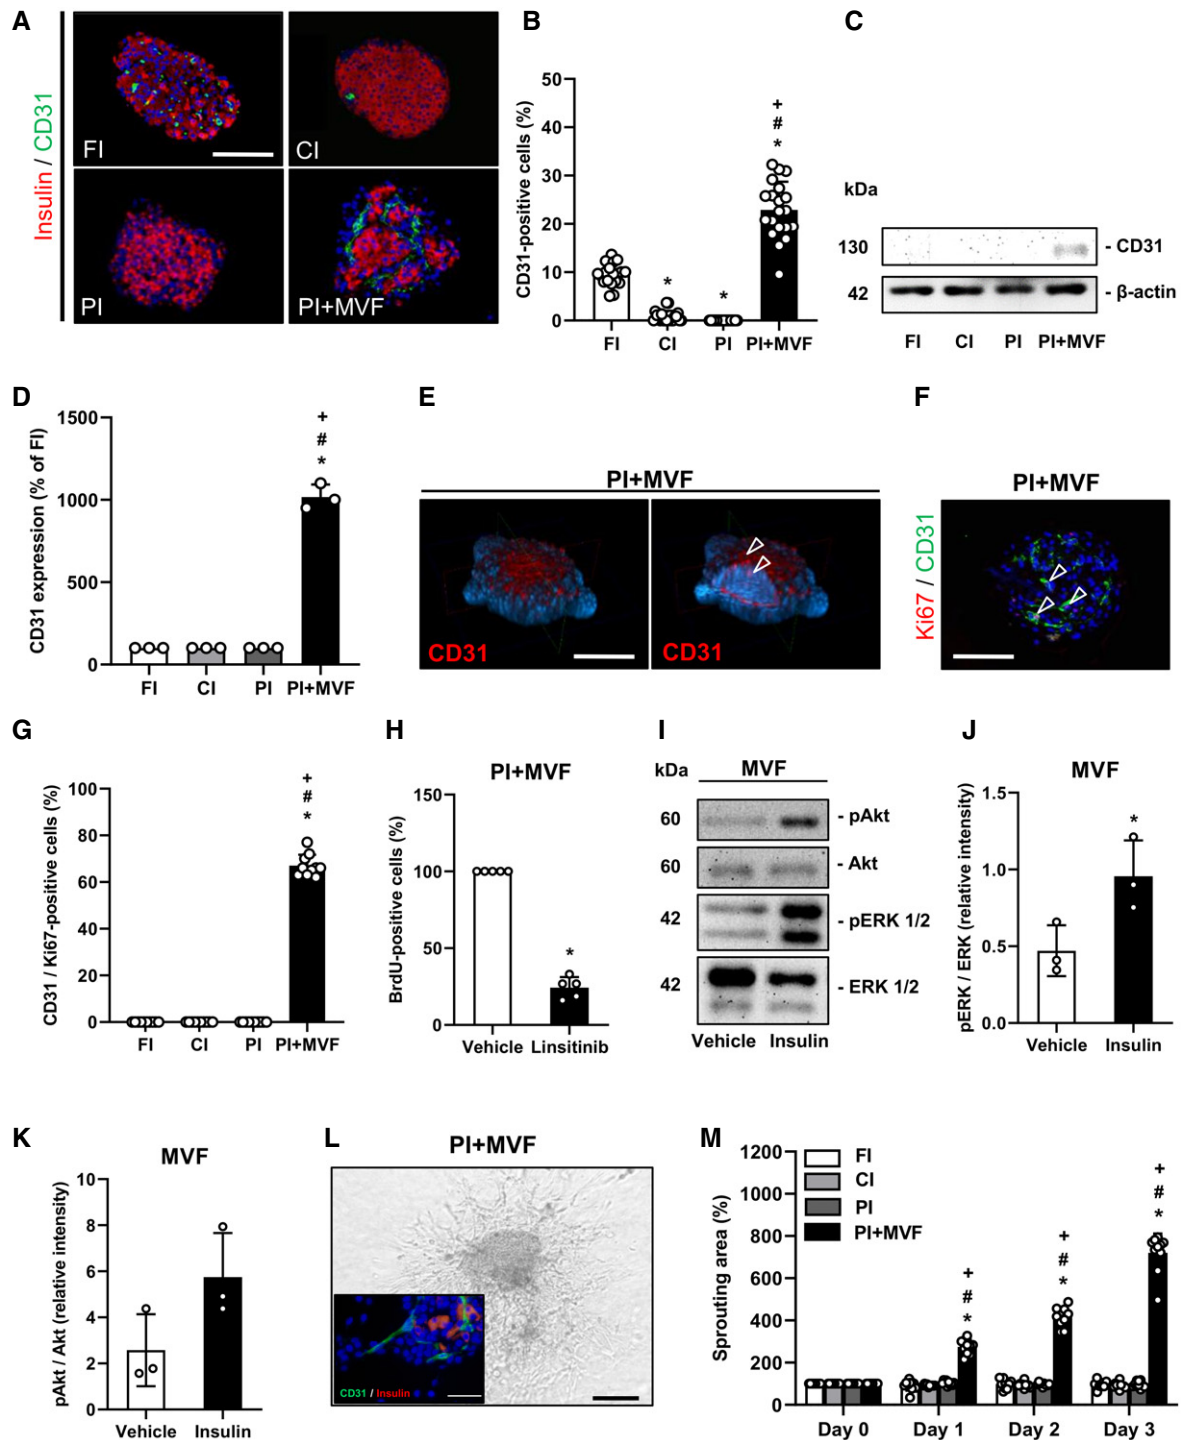 A
Insulin / CD31
FI
CI
PI
PI+MVF
B
CD31-positive cells (%)
50
40
30
20
10
0
+
#
*
*
*
FI CI PI PI+MVF
C
kDa
130 - CD31
42 - β-actin
FI CI PI PI+MVF
D
CD31 expression (% of FI)
1500
1000
500
0
+
#
*
FI CI PI PI+MVF
E
PI+MVF
CD31
CD31
F
PI+MVF
Ki67 / CD31
G
CD31 / Ki67-positive cells (%)
100
80
60
40
20
0
+
#
*
FI CI PI PI+MVF
H
PI+MVF
BrdU-positive cells (%)
150
100
50
0
*
Vehicle Linsitinib
I
kDa MVF
60 - pAkt
60 - Akt
42 - pERK 1/2
42 - ERK 1/2
Vehicle Insulin
J
MVF
pERK / ERK (relative intensity)
1.5
1.0
0.5
0.0
*
Vehicle Insulin
K
MVF
pAkt / Akt (relative intensity)
10
8
6
4
2
0
Vehicle Insulin
L
PI+MVF
CD31 / Insulin
M
Sprouting area (%)
1200
1000
800
600
400
200
0
FI
CI
PI
PI+MVF
+
#
*
+
#
*
+
#
*
Day 0 Day 1 Day 2 Day 3